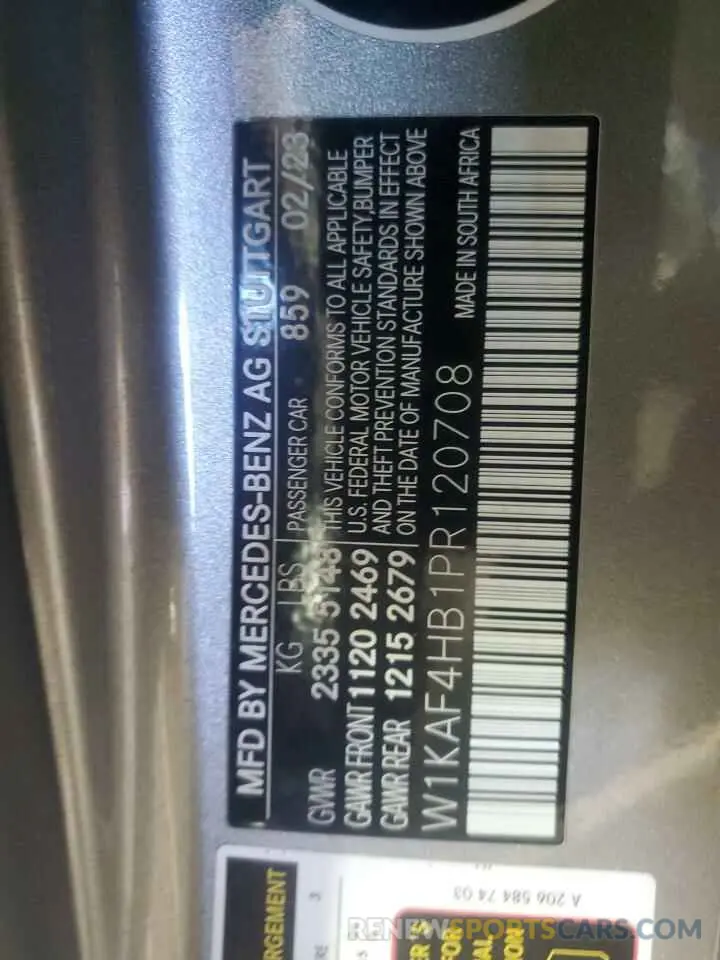 MFD BY MERCEDES-BENZ AG STUTTGART
KG LBS PASSENGER CAR 859 02/23
GVWR 2335 5148 THIS VEHICLE CONFORMS TO ALL APPLICABLE
GAWR FRONT 1120 2469 U.S. FEDERAL MOTOR VEHICLE SAFETY, BUMPER
GAWR REAR 1215 2679 AND THEFT PREVENTION STANDARDS IN EFFECT
ON THE DATE OF MANUFACTURE SHOWN ABOVE
W1KAF4HB1PR120708 MADE IN SOUTH AFRICA
A 206 584 74 03
RENEWSPORTSCARS.COM